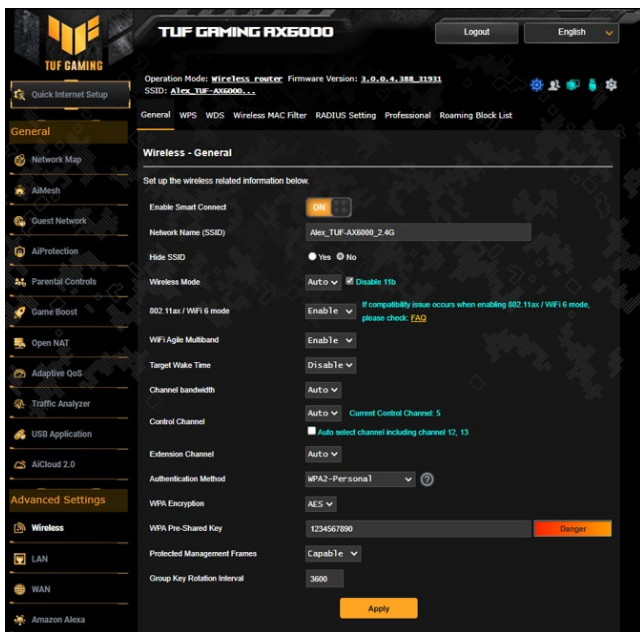 TUF GAMING AX6000
Logout
English
TUF GAMING
Operation Mode: Wireless router Firmware Version: 3.0.0.4.388_31931
SSID: Alex_TUF-AX6000...
Quick Internet Setup
General WPS WDS Wireless MAC Filter RADIUS Setting Professional Roaming Block List
General
Network Map
AiMesh
Guest Network
AiProtection
Parental Controls
Game Boost
Open NAT
Adaptive QoS
Traffic Analyzer
USB Application
AiCloud 2.0
Advanced Settings
Wireless
LAN
WAN
Amazon Alexa
Wireless - General
Set up the wireless related information below.
Enable Smart Connect ON
Network Name (SSID) Alex_TUF-AX6000_2.4G
Hide SSID Yes No
Wireless Mode Auto Disable 11b
802.11ax / WiFi 6 mode Enable If compatibility issue occurs when enabling 802.11ax / WiFi 6 mode,
please check: FAQ
WiFi Agile Multiband Enable
Target Wake Time Disable
Channel bandwidth Auto
Control Channel Auto Current Control Channel: 5
Auto select channel including channel 12, 13
Extension Channel Auto
Authentication Method WPA2-Personal ?
WPA Encryption AES
WPA Pre-Shared Key 1234567890 Danger
Protected Management Frames Capable
Group Key Rotation Interval 3600
Apply